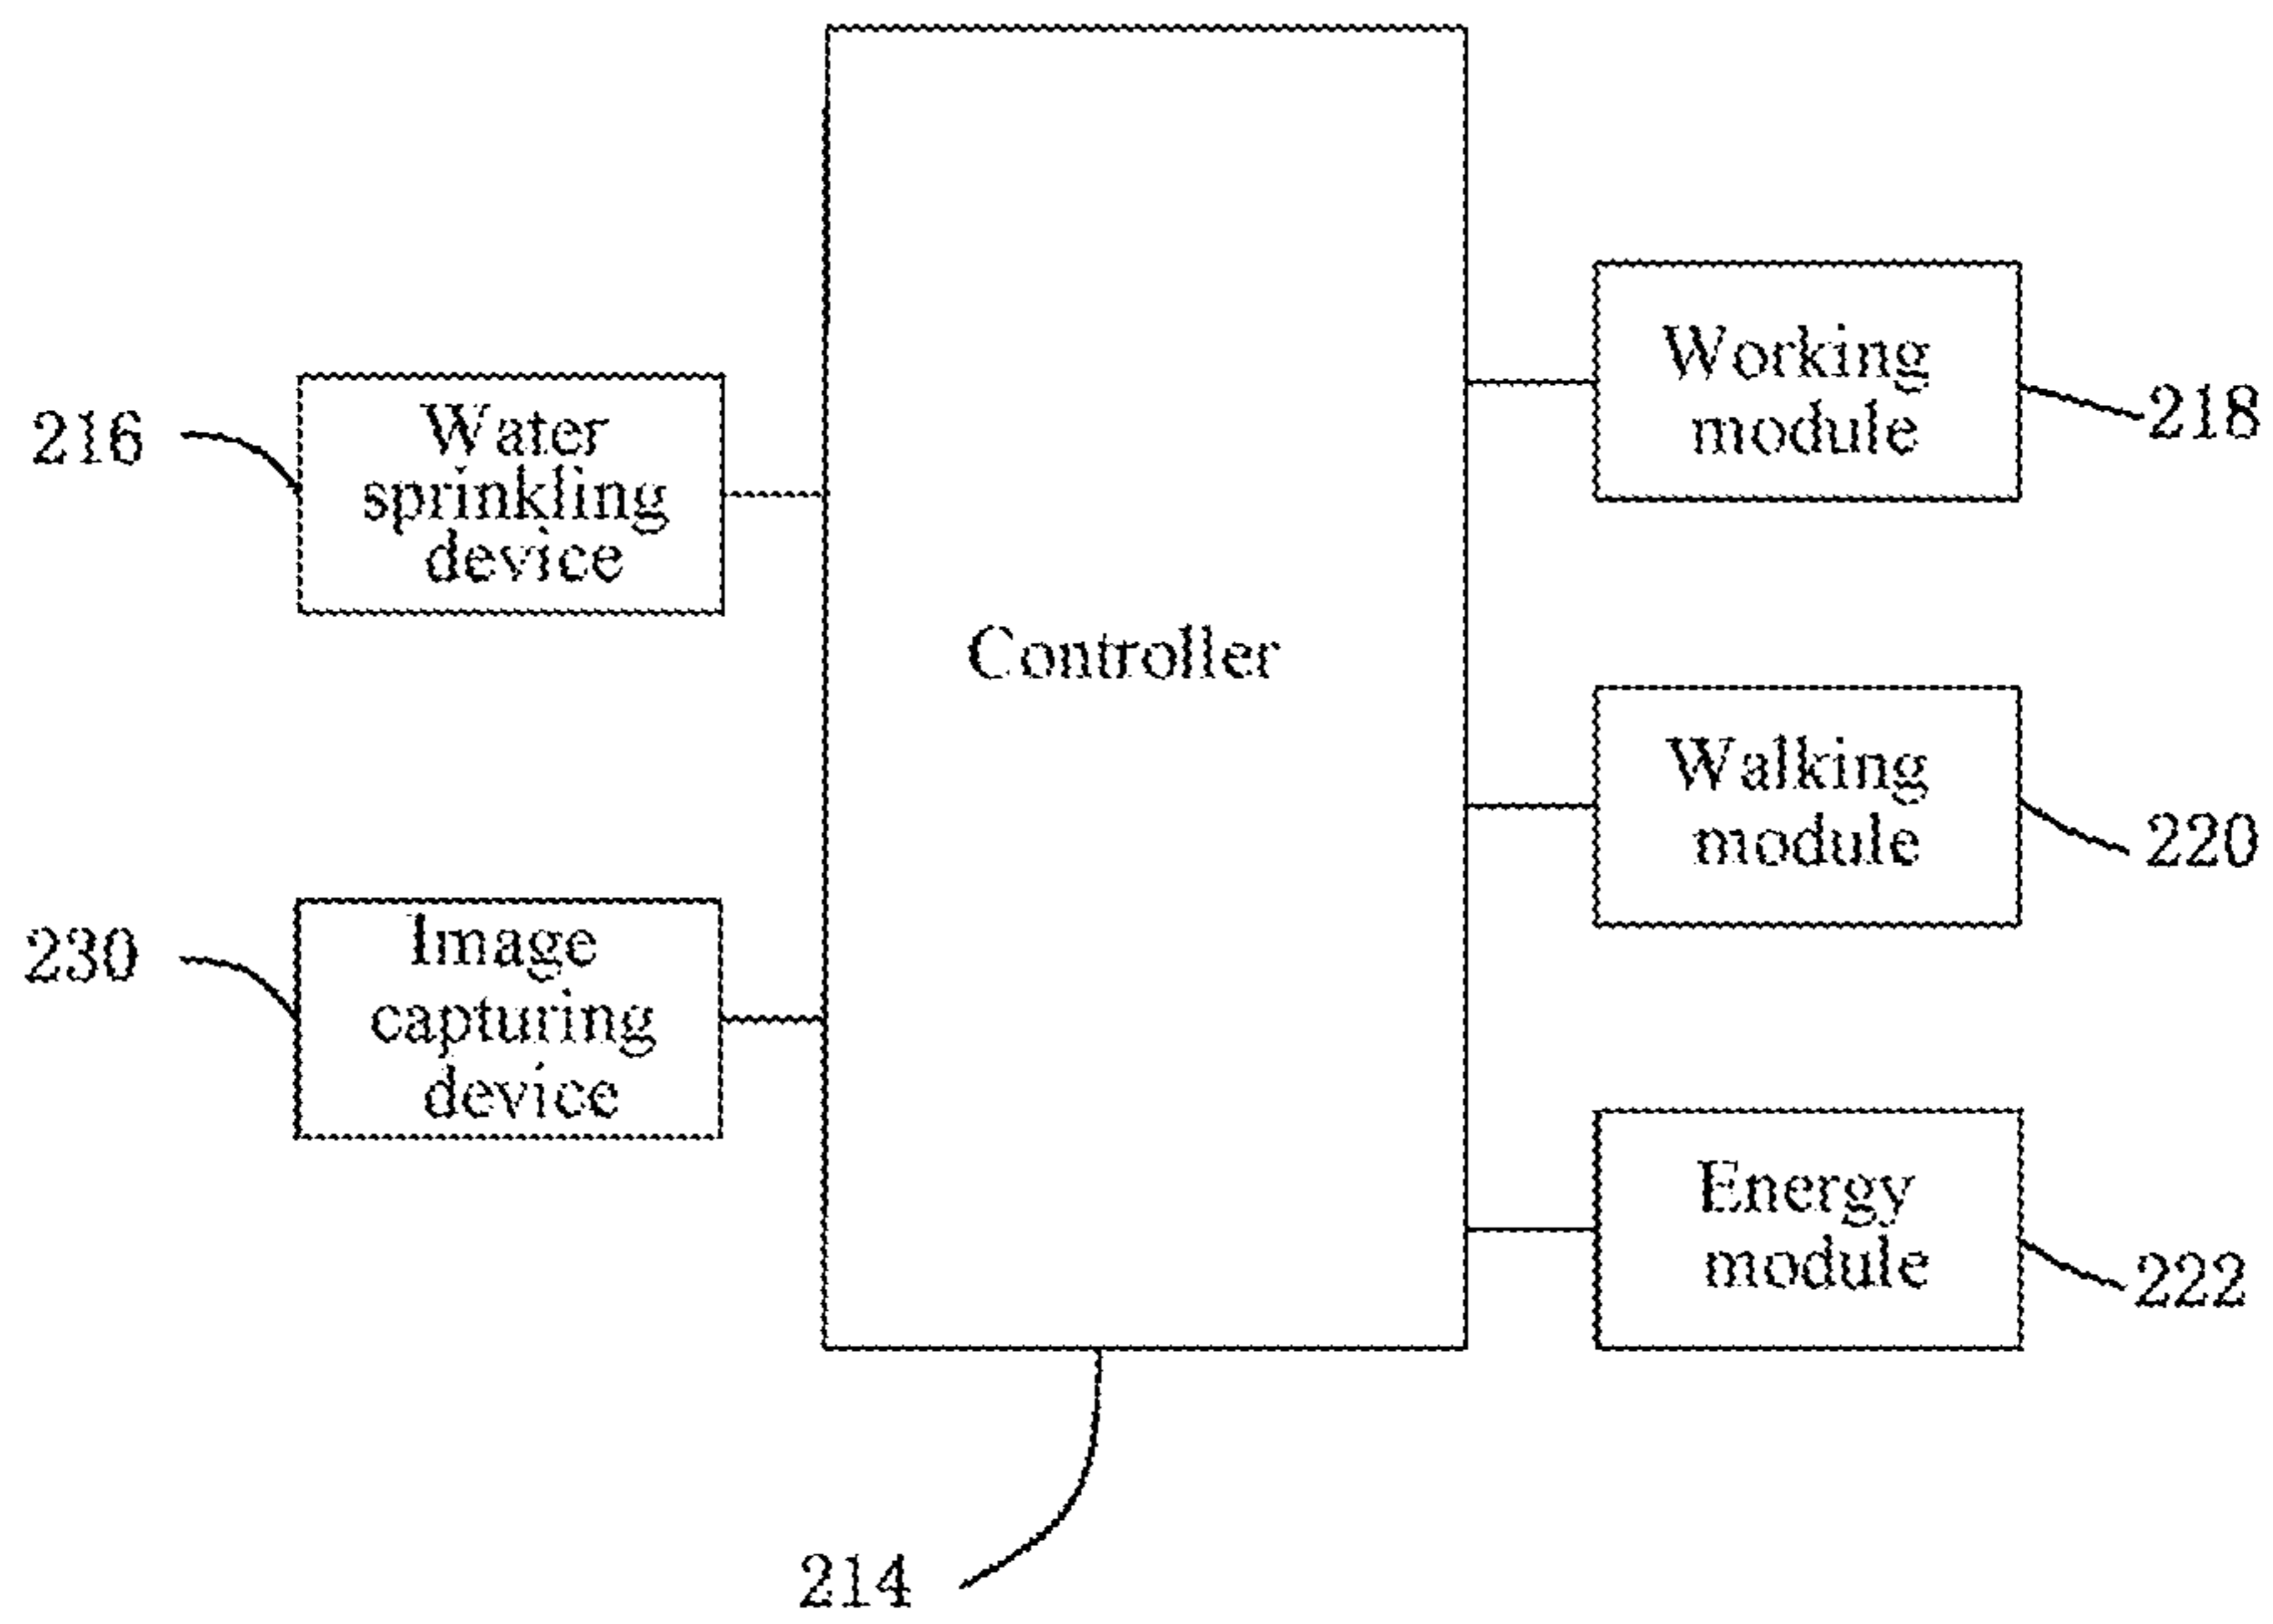 216
Water
sprinkling
device
230
Image
capturing
device
Controller
214
Working
module
218
Walking
module
220
Energy
module
222